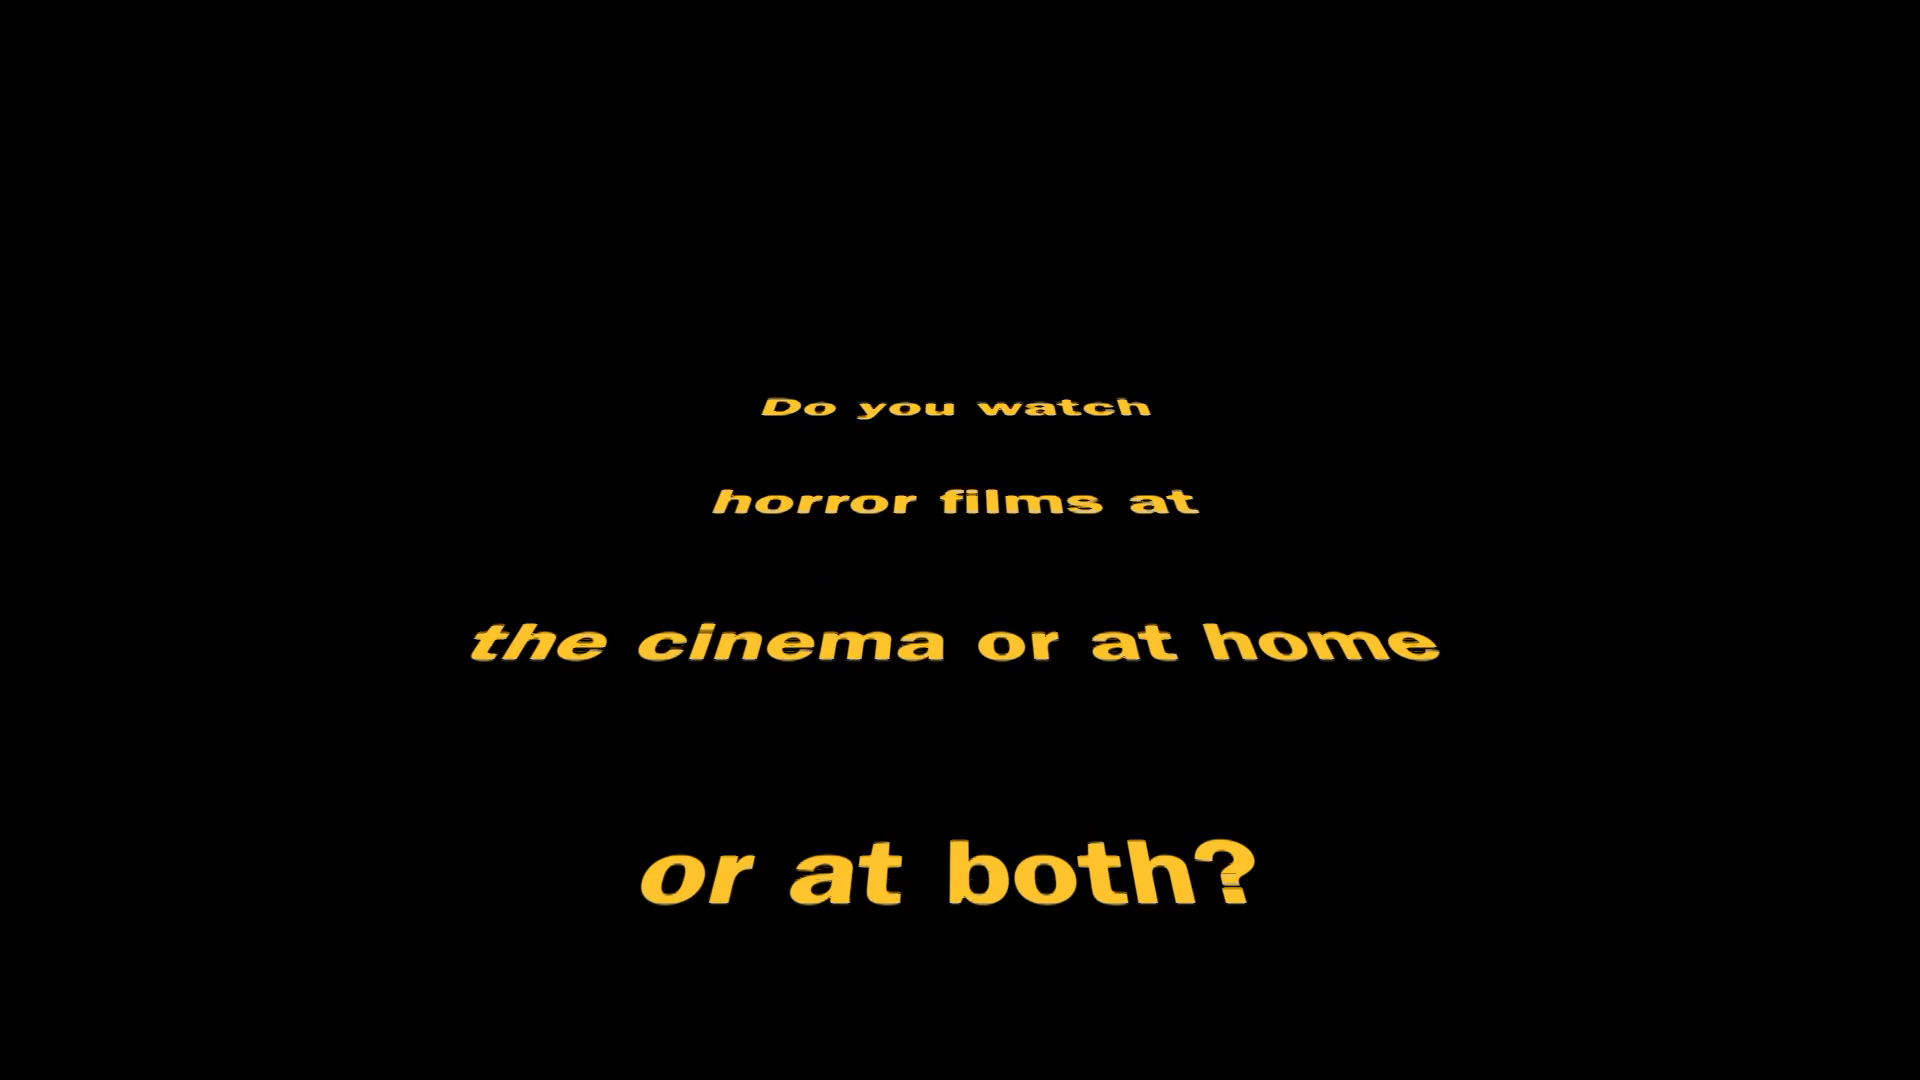 Do you watch
horror films at
the cinema or at home
or at both?